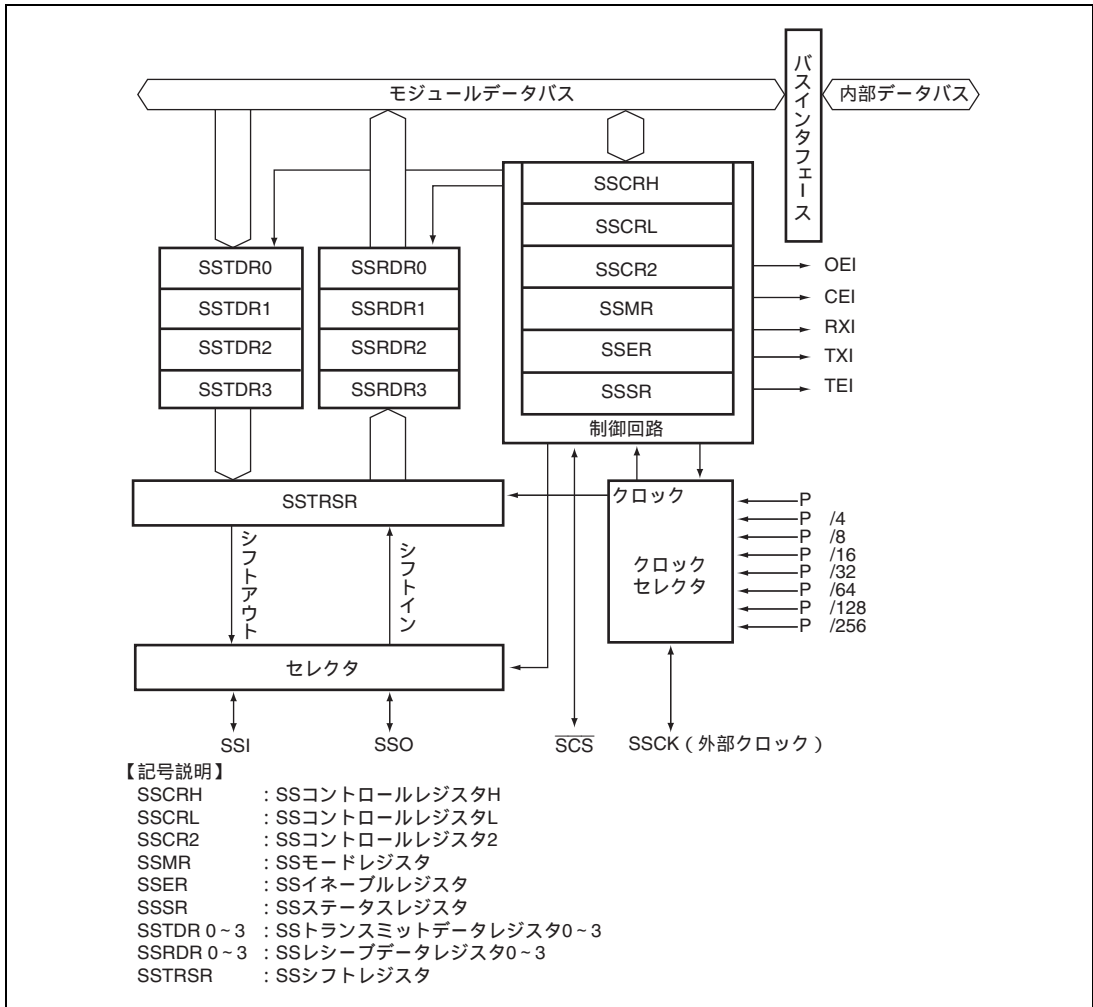 モジュールデータバス
バスインタフェース
内部データバス
SSTDR0
SSTDR1
SSTDR2
SSTDR3
SSRDR0
SSRDR1
SSRDR2
SSRDR3
SSCRH
SSCRL
SSCR2
SSMR
SSER
SSSR
制御回路
OEI
CEI
RXI
TXI
TEI
SSTRSR
クロック
クロック
セレクタ
P
P /4
P /8
P /16
P /32
P /64
P /128
P /256
シフトアウト
シフトイン
セレクタ
SSI
SSO
SCS
SSCK（外部クロック）
【記号説明】
SSCRH : SSコントロールレジスタH
SSCRL : SSコントロールレジスタL
SSCR2 : SSコントロールレジスタ2
SSMR : SSモードレジスタ
SSER : SSイネーブルレジスタ
SSSR : SSステータスレジスタ
SSTDR 0~3 : SSトランスミットデータレジスタ0~3
SSRDR 0~3 : SSレシーブデータレジスタ0~3
SSTRSR : SSシフトレジスタ